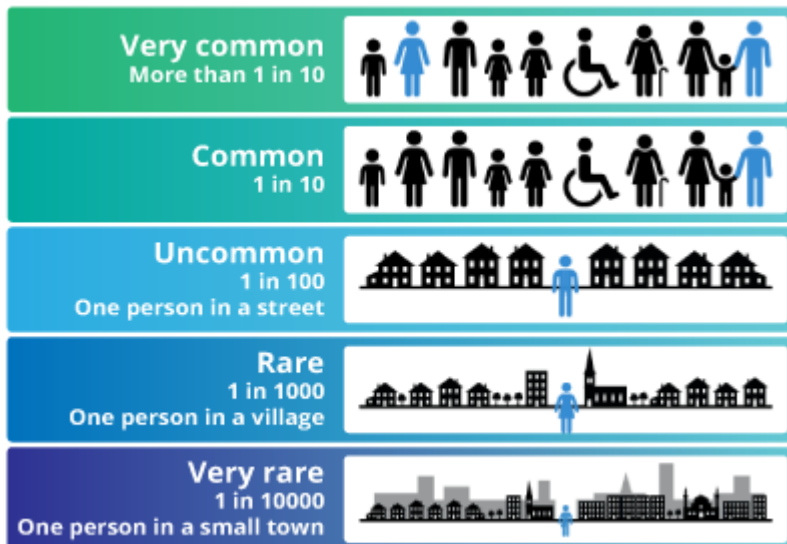 Very common
More than 1 in 10
Common
1 in 10
Uncommon
1 in 100
One person in a street
Rare
1 in 1000
One person in a village
Very rare
1 in 10000
One person in a small town